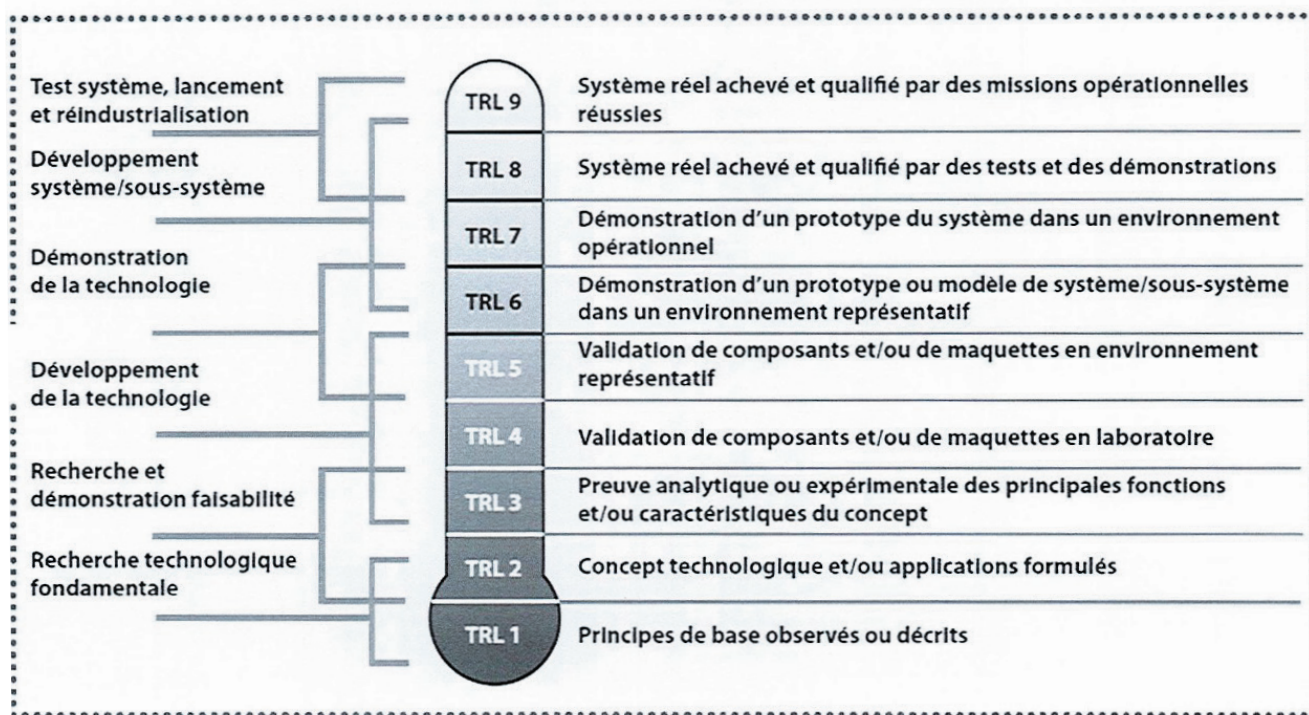 Test système, lancement
et réindustrialisation
Développement
système/sous-système
Démonstration
de la technologie
Développement
de la technologie
Recherche et
démonstration faisabilité
Recherche technologique
fondamentale
TRL 9
Système réel achevé et qualifié par des missions opérationnelles
réussies
TRL 8
Système réel achevé et qualifié par des tests et des démonstrations
TRL 7
Démonstration d'un prototype du système dans un environnement
opérationnel
TRL 6
Démonstration d'un prototype ou modèle de système/sous-système
dans un environnement représentatif
TRL 5
Validation de composants et/ou de maquettes en environnement
représentatif
TRL 4
Validation de composants et/ou de maquettes en laboratoire
TRL 3
Preuve analytique ou expérimentale des principales fonctions
et/ou caractéristiques du concept
TRL 2
Concept technologique et/ou applications formulés
TRL 1
Principes de base observés ou décrits